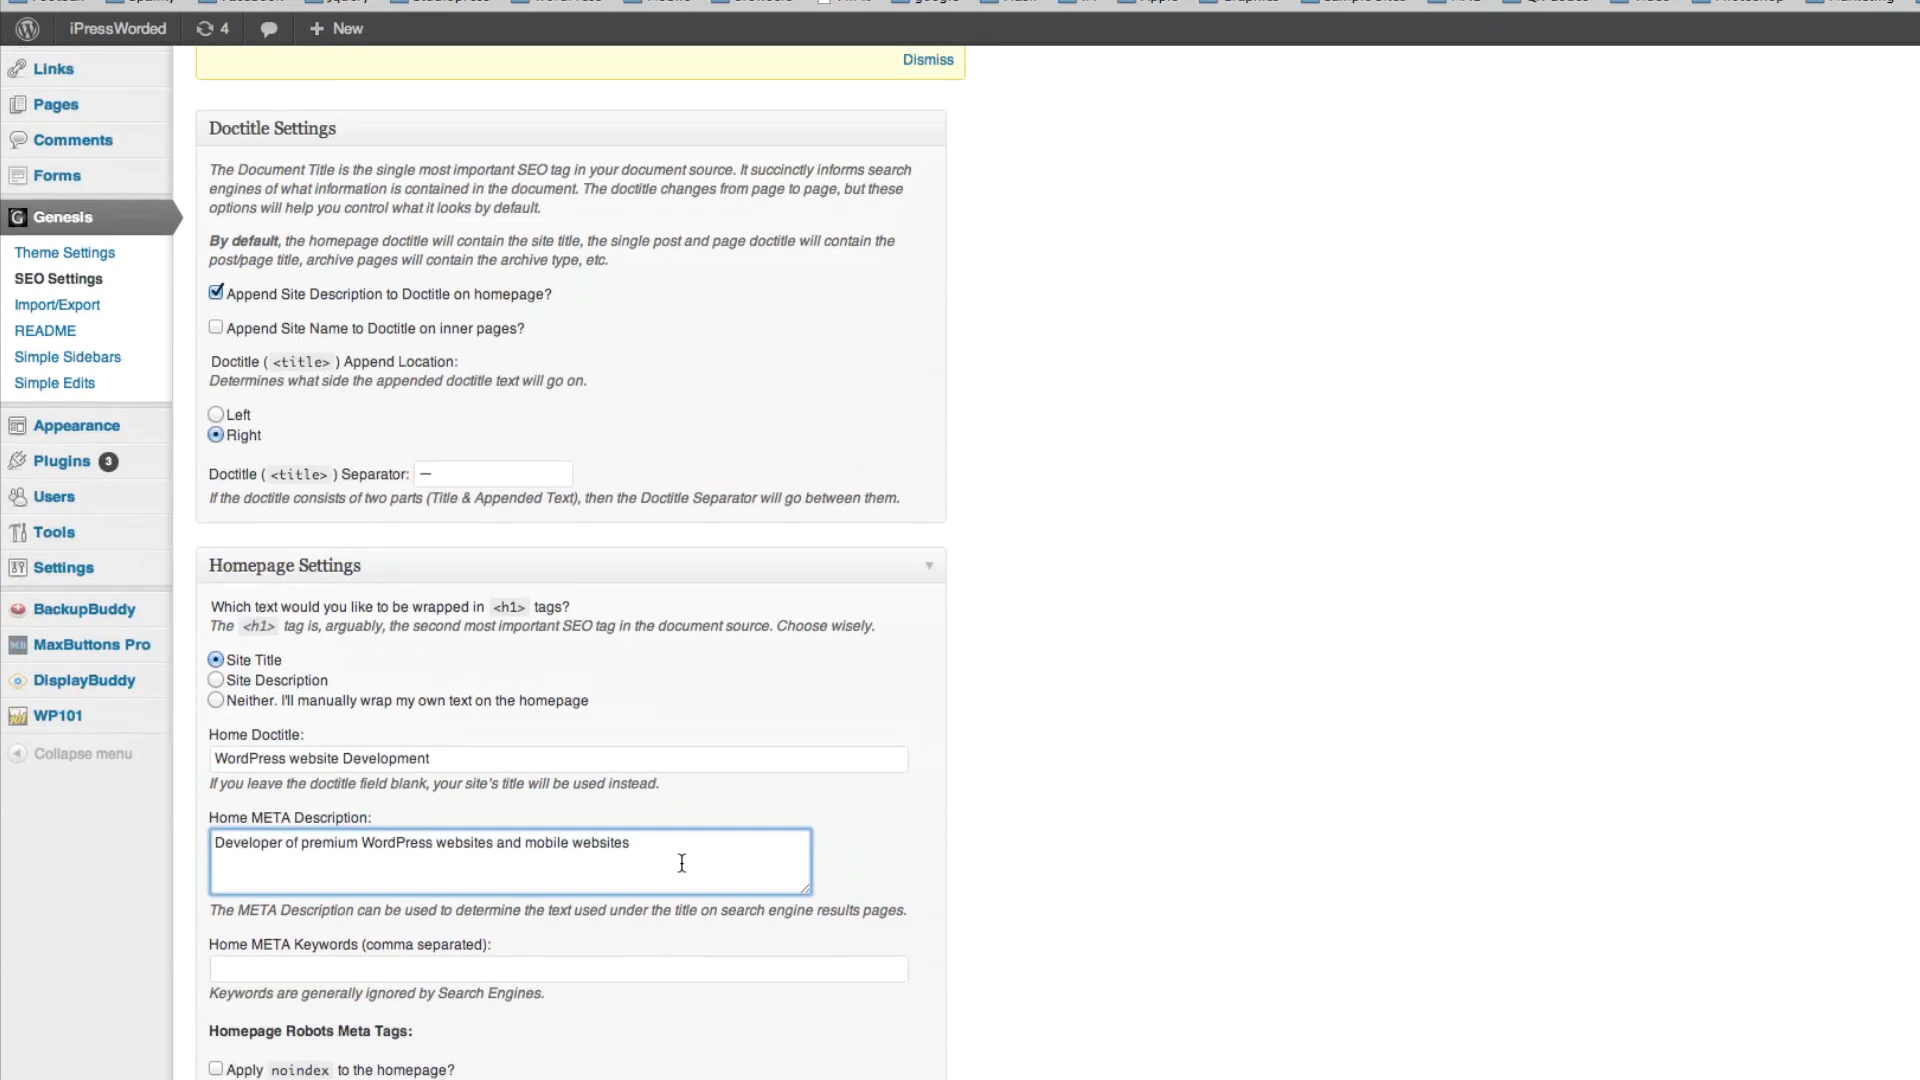 iPressWorded 4 New
Links
Pages
Comments
Forms
Genesis
Theme Settings
SEO Settings
Import/Export
README
Simple Sidebars
Simple Edits
Appearance
Plugins 3
Users
Tools
Settings
BackupBuddy
MaxButtons Pro
DisplayBuddy
WP101
Collapse menu
Dismiss
Doctitle Settings
The Document Title is the single most important SEO tag in your document source. It succinctly informs search
engines of what information is contained in the document. The doctitle changes from page to page, but these
options will help you control what it looks by default.
By default, the homepage doctitle will contain the site title, the single post and page doctitle will contain the
post/page title, archive pages will contain the archive type, etc.
Append Site Description to Doctitle on homepage?
Append Site Name to Doctitle on inner pages?
Doctitle ( <title> ) Append Location:
Determines what side the appended doctitle text will go on.
Left
Right
Doctitle ( <title> ) Separator: —
If the doctitle consists of two parts (Title & Appended Text), then the Doctitle Separator will go between them.
Homepage Settings
Which text would you like to be wrapped in <h1> tags?
The <h1> tag is, arguably, the second most important SEO tag in the document source. Choose wisely.
Site Title
Site Description
Neither. I'll manually wrap my own text on the homepage
Home Doctitle:
WordPress website Development
If you leave the doctitle field blank, your site's title will be used instead.
Home META Description:
Developer of premium WordPress websites and mobile websites
The META Description can be used to determine the text used under the title on search engine results pages.
Home META Keywords (comma separated):
Keywords are generally ignored by Search Engines.
Homepage Robots Meta Tags:
Apply noindex to the homepage?